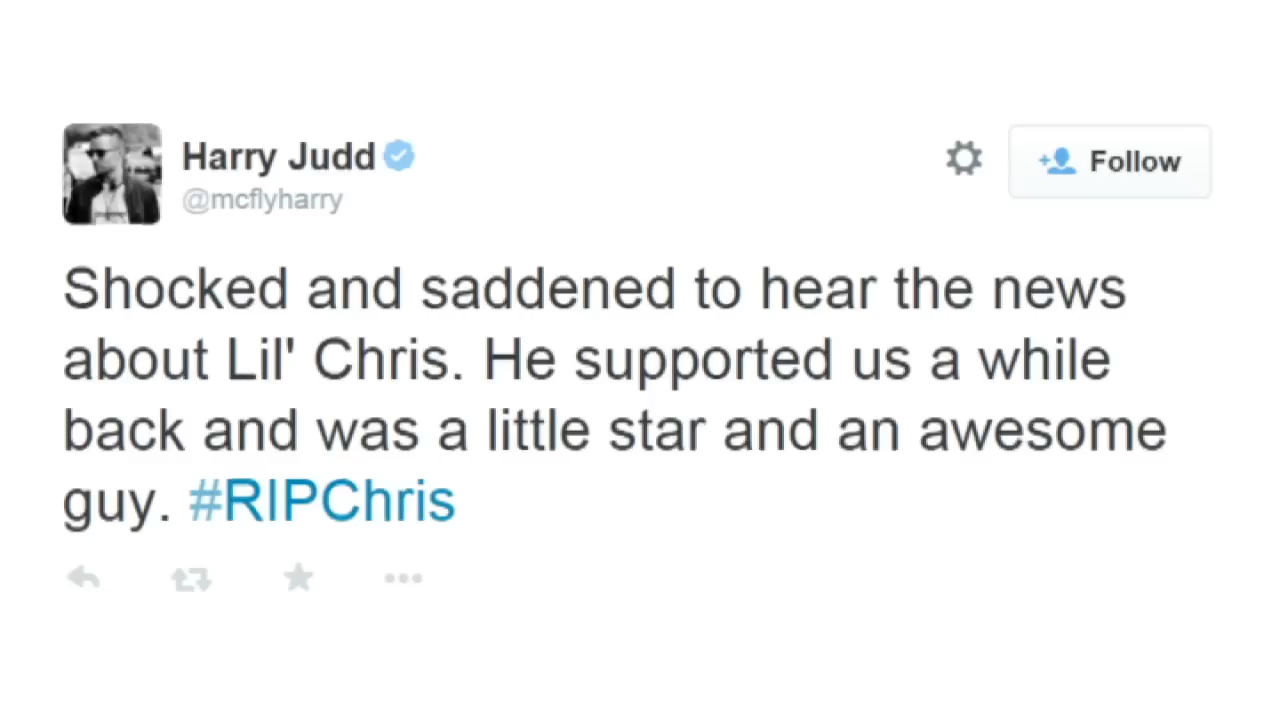 Harry Judd
@mcflyharry
Follow
Shocked and saddened to hear the news
about Lil' Chris. He supported us a while
back and was a little star and an awesome
guy. #RIPChris